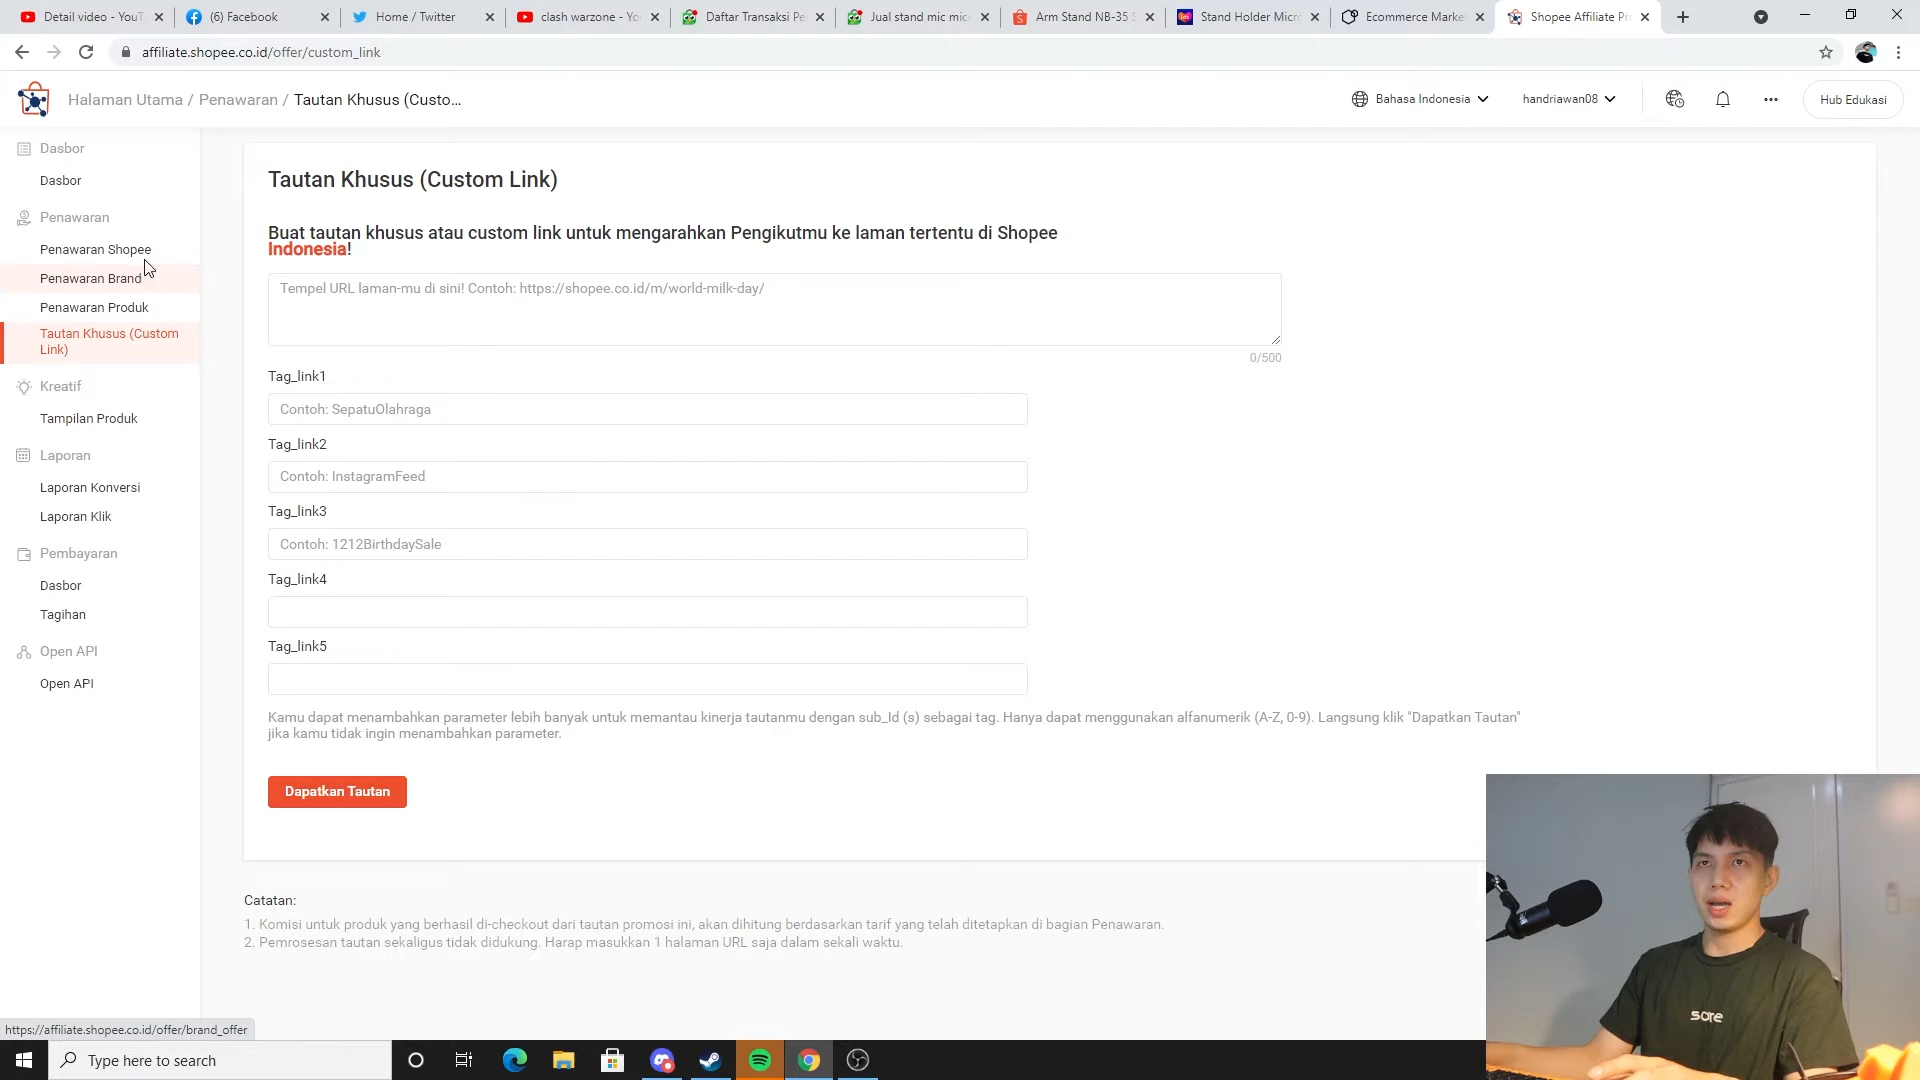 Detail video - YouT
(6) Facebook
Home / Twitter
clash warzone - Yo
Daftar Transaksi Pe
Jual stand mic mic
Arm Stand NB-35 S
Stand Holder Micro
Ecommerce Marke
Shopee Affiliate Pr
affiliate.shopee.co.id/offer/custom_link
Halaman Utama / Penawaran / Tautan Khusus (Custo...
Bahasa Indonesia
handriawan08
Hub Edukasi
Dasbor
Dasbor
Penawaran
Penawaran Shopee
Penawaran Brand
Penawaran Produk
Tautan Khusus (Custom
Link)
Kreatif
Tampilan Produk
Laporan
Laporan Konversi
Laporan Klik
Pembayaran
Dasbor
Tagihan
Open API
Open API
Tautan Khusus (Custom Link)
Buat tautan khusus atau custom link untuk mengarahkan Pengikutmu ke laman tertentu di Shopee
Indonesia!
Tempel URL laman-mu di sini! Contoh: https://shopee.co.id/m/world-milk-day/
0/500
Tag_link1
Contoh: SepatuOlahraga
Tag_link2
Contoh: InstagramFeed
Tag_link3
Contoh: 1212BirthdaySale
Tag_link4
Tag_link5
Kamu dapat menambahkan parameter lebih banyak untuk memantau kinerja tautanmu dengan sub_Id (s) sebagai tag. Hanya dapat menggunakan alfanumerik (A-Z, 0-9). Langsung klik "Dapatkan Tautan"
jika kamu tidak ingin menambahkan parameter.
Dapatkan Tautan
Catatan:
1. Komisi untuk produk yang berhasil di-checkout dari tautan promosi ini, akan dihitung berdasarkan tarif yang telah ditetapkan di bagian Penawaran.
2. Pemrosesan tautan sekaligus tidak didukung. Harap masukkan 1 halaman URL saja dalam sekali waktu.
https://affiliate.shopee.co.id/offer/brand_offer
Type here to search
sore